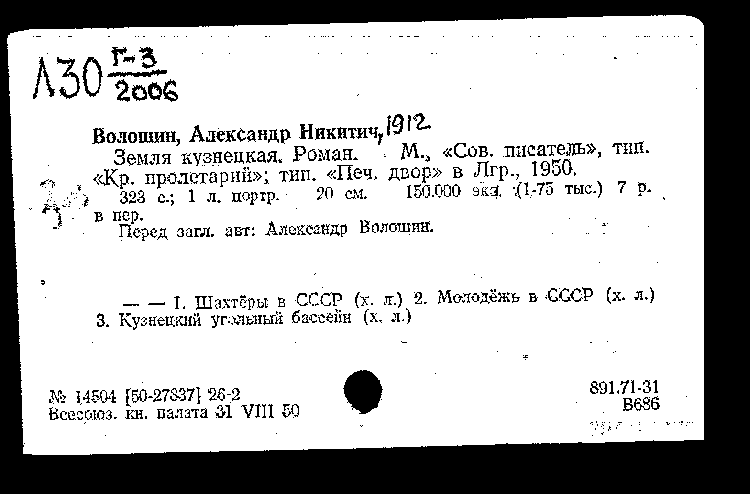 Л30 Г-3/2006
Волошин, Александр Никитич, 1912
Земля кузнецкая. Роман. М., «Сов. писатель», тип.
«Кр. пролетарий»; тип. «Печ. двор» в Лгр., 1950.
323 с.; 1 л. портр. 20 см. 150.000 экз. (1-75 тыс.) 7 р.
в пер.
Перед загл. авт: Александр Волошин.
— — 1. Шахтёры в СССР (х. л.) 2. Молодёжь в СССР (х. л.)
3. Кузнецкий угольный бассейн (х. л.)
№ 14504 [50-27837] 26-2
Всесоюз. кн. палата 31 VIII 50
891.71-31
В686